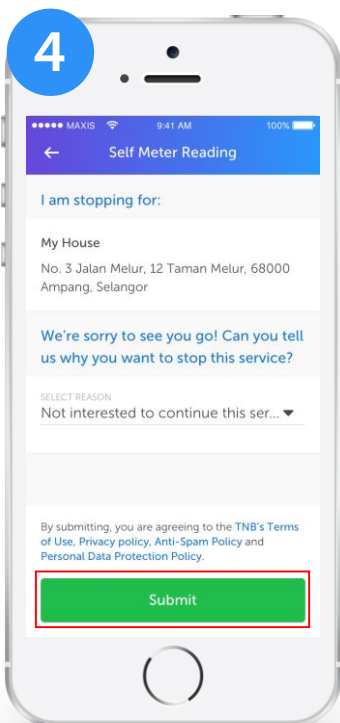 4
MAXIS 9:41 AM 100%
Self Meter Reading
I am stopping for:
My House
No. 3 Jalan Melur, 12 Taman Melur, 68000
Ampang, Selangor
We're sorry to see you go! Can you tell
us why you want to stop this service?
SELECT REASON
Not interested to continue this ser...
By submitting, you are agreeing to the TNB's Terms
of Use, Privacy policy, Anti-Spam Policy and
Personal Data Protection Policy.
Submit